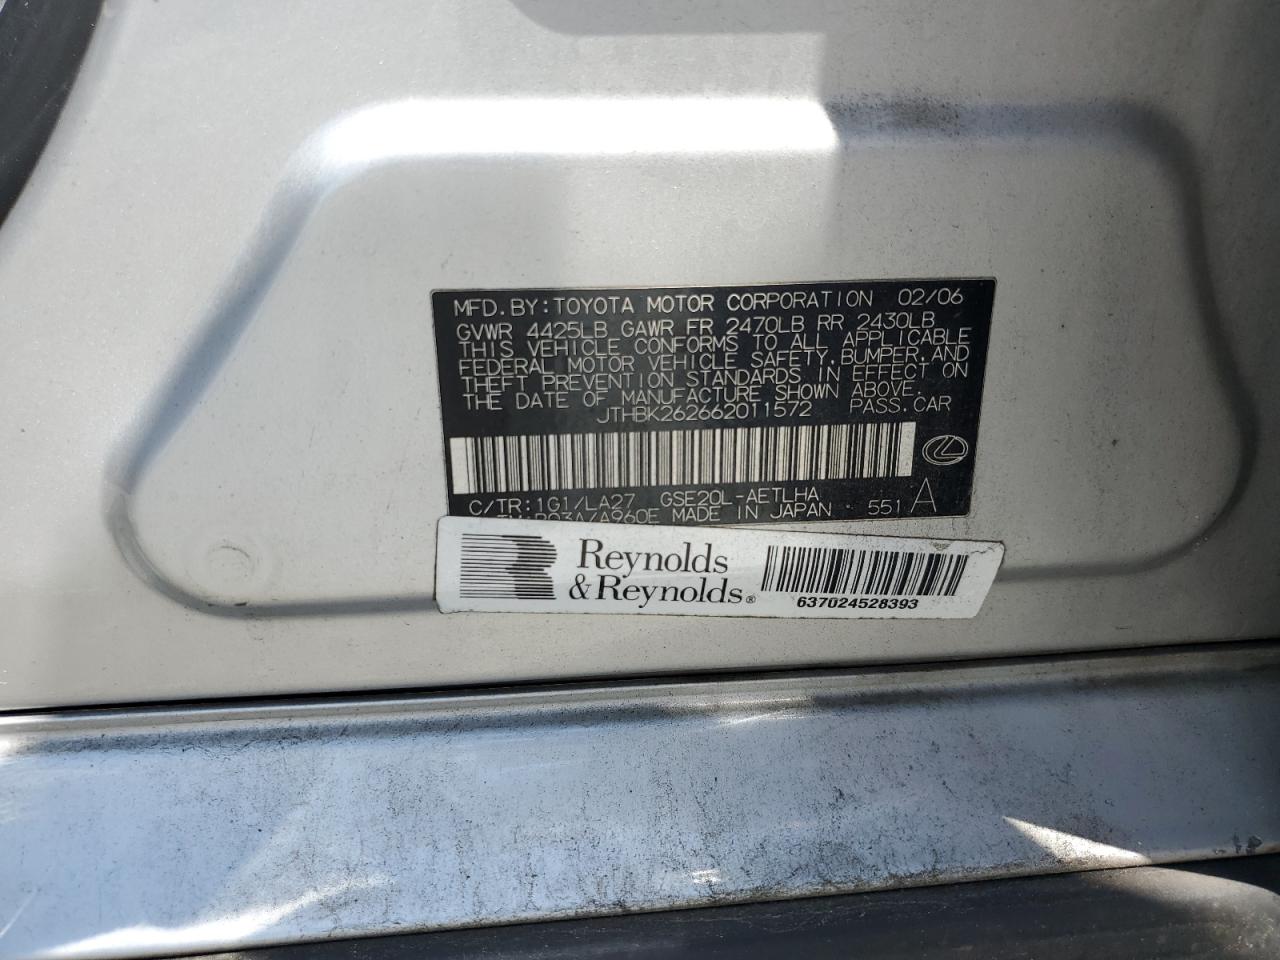 MFD. BY: TOYOTA MOTOR CORPORATION 02/06
GVWR 4425LB GAWR FR 2470LB RR 2430LB
THIS VEHICLE CONFORMS TO ALL APPLICABLE
FEDERAL MOTOR VEHICLE SAFETY, BUMPER, AND
THEFT PREVENTION STANDARDS IN EFFECT ON
THE DATE OF MANUFACTURE SHOWN ABOVE.
JTHBK262662011572 PASS. CAR
C/TR: 1G1/LA27 GSE20L-AETLHA
/A960E MADE IN JAPAN 551 A
Reynolds
& Reynolds®
637024528393